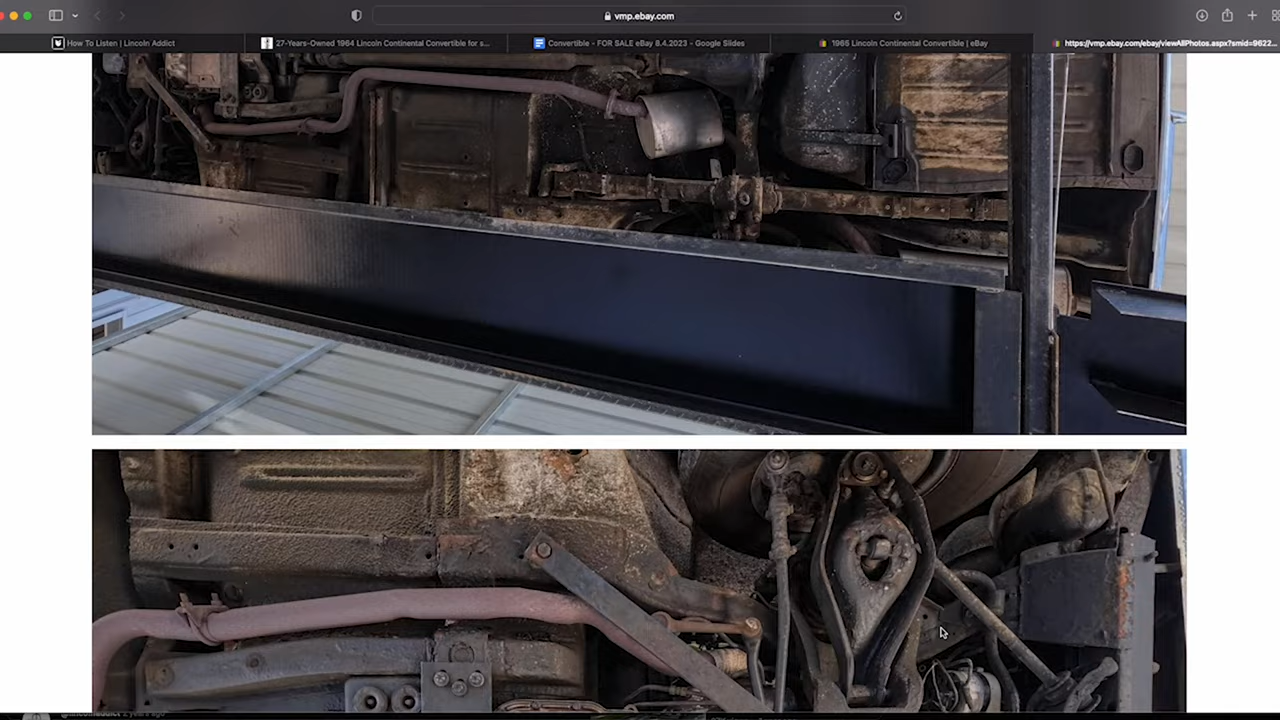 vmp.ebay.com
How To Listen | Lincoln Addict
27-Years-Owned 1964 Lincoln Continental Convertible for s...
Convertible - FOR SALE eBay 8.4.2023 - Google Slides
1965 Lincoln Continental Convertible | eBay
https://vmp.ebay.com/ebay/viewAllPhotos.aspx?smid=9622...